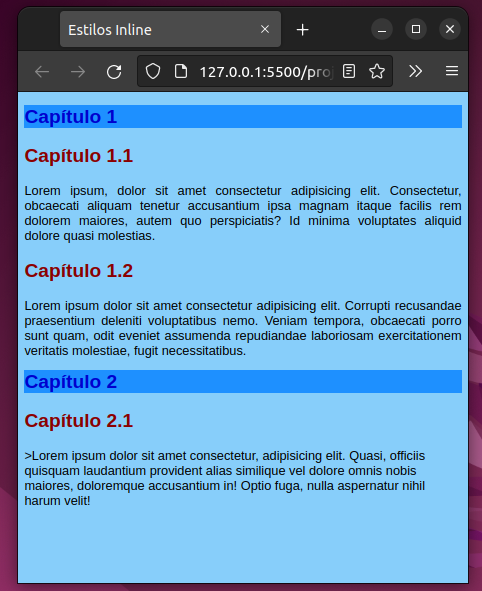 Estilos Inline
127.0.0.1:5500/pro
Capítulo 1
Capítulo 1.1
Lorem ipsum, dolor sit amet consectetur adipisicing elit. Consectetur,
obcaecati aliquam tenetur accusantium ipsa magnam itaque facilis rem
dolorem maiores, autem quo perspiciatis? Id minima voluptates aliquid
dolore quasi molestias.
Capítulo 1.2
Lorem ipsum dolor sit amet consectetur adipisicing elit. Corrupti recusandae
praesentium deleniti voluptatibus nemo. Veniam tempora, obcaecati porro
sunt quam, odit eveniet assumenda repudiandae laboriosam exercitationem
veritatis molestiae, fugit necessitatibus.
Capítulo 2
Capítulo 2.1
>Lorem ipsum dolor sit amet consectetur, adipisicing elit. Quasi, officiis
quisquam laudantium provident alias similique vel dolore omnis nobis
maiores, doloremque accusantium in! Optio fuga, nulla aspernatur nihil
harum velit!